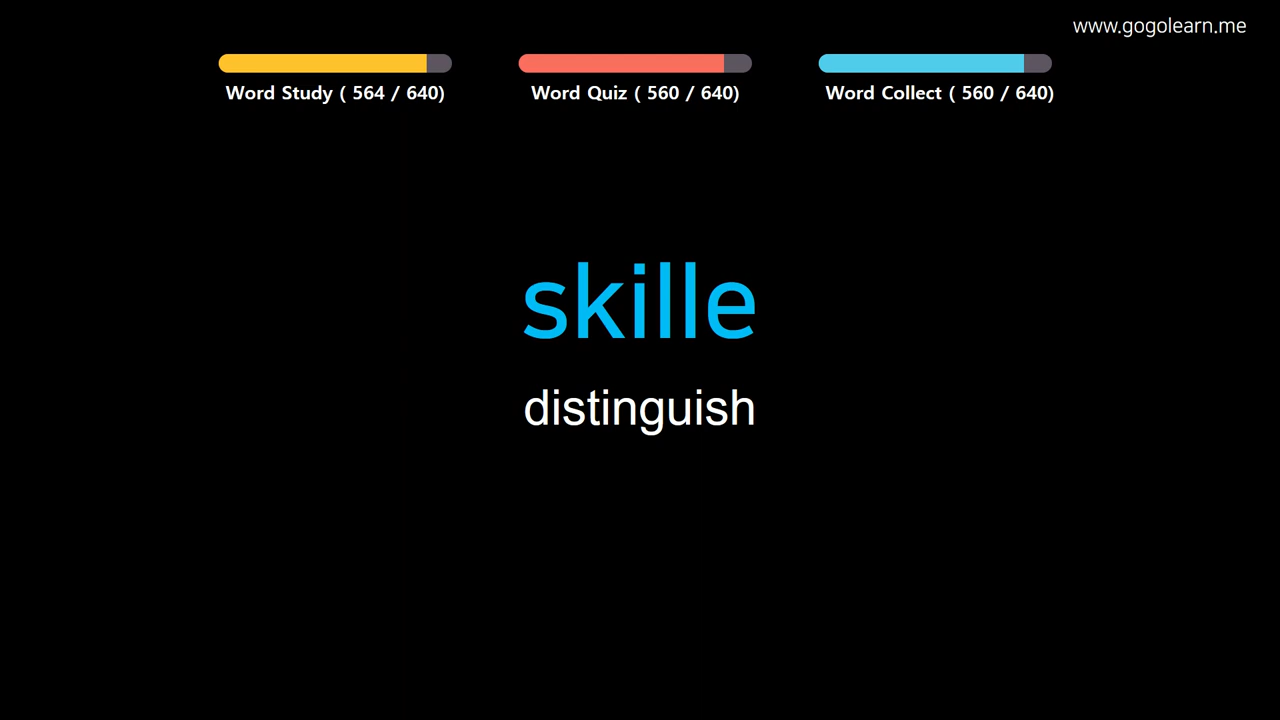 www.gogolearn.me
Word Study ( 564 / 640)
Word Quiz ( 560 / 640)
Word Collect ( 560 / 640)
skille
distinguish